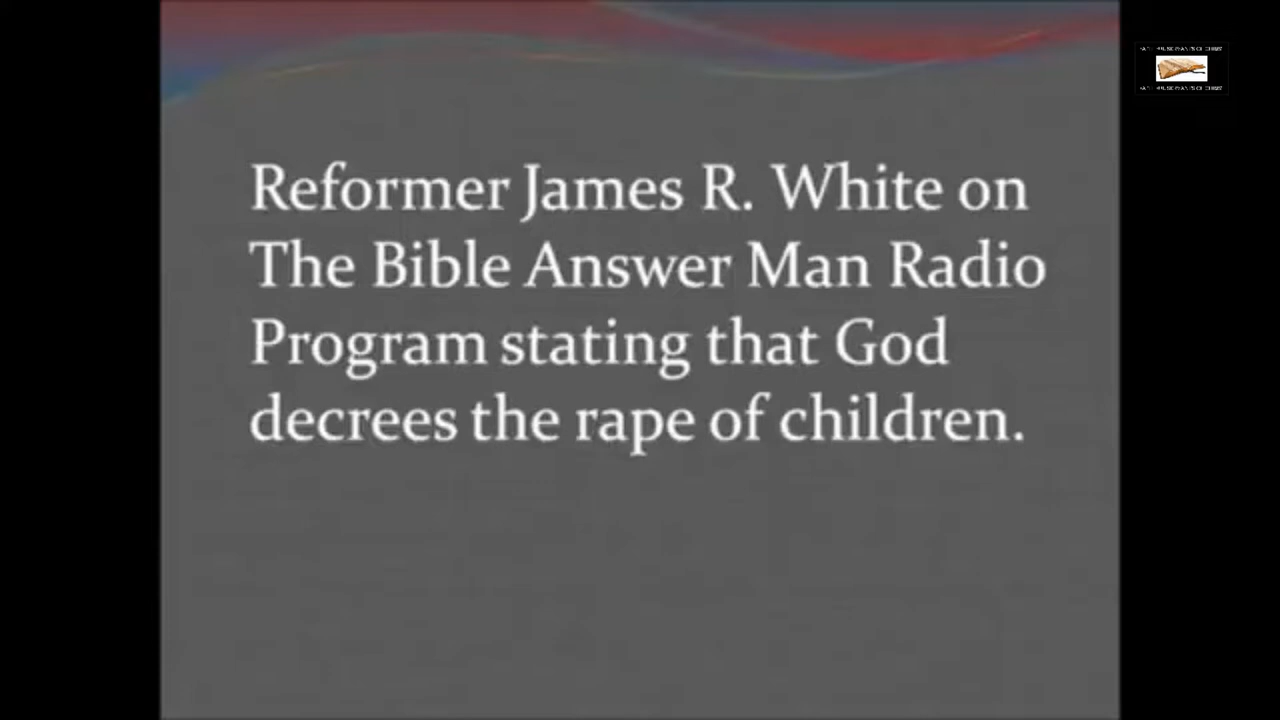 Reformer James R. White on
The Bible Answer Man Radio
Program stating that God
decrees the rape of children.